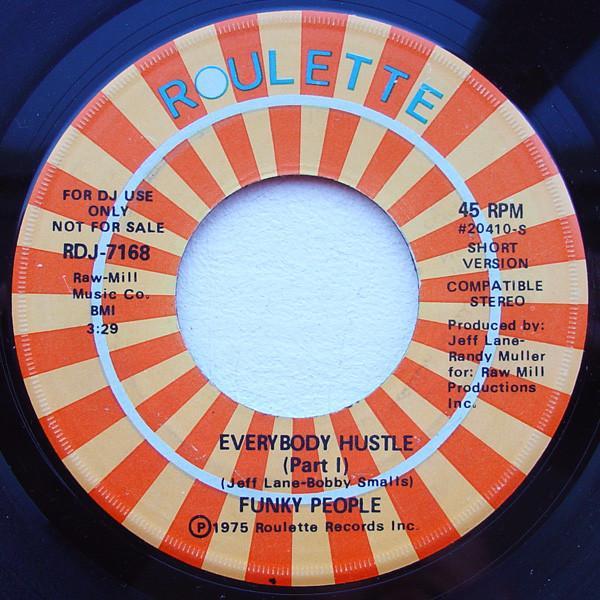 ROULETTE
FOR DJ USE
ONLY
NOT FOR SALE
RDJ-7168
Raw-Mill
Music Co.
BMI
3:29
45 RPM
#20410-S
SHORT
VERSION
COMPATIBLE
STEREO
Produced by:
Jeff Lane-
Randy Muller
for: Raw Mill
Productions
Inc.
EVERYBODY HUSTLE
(Part I)
(Jeff Lane-Bobby Smalls)
FUNKY PEOPLE
Ⓟ1975 Roulette Records Inc.